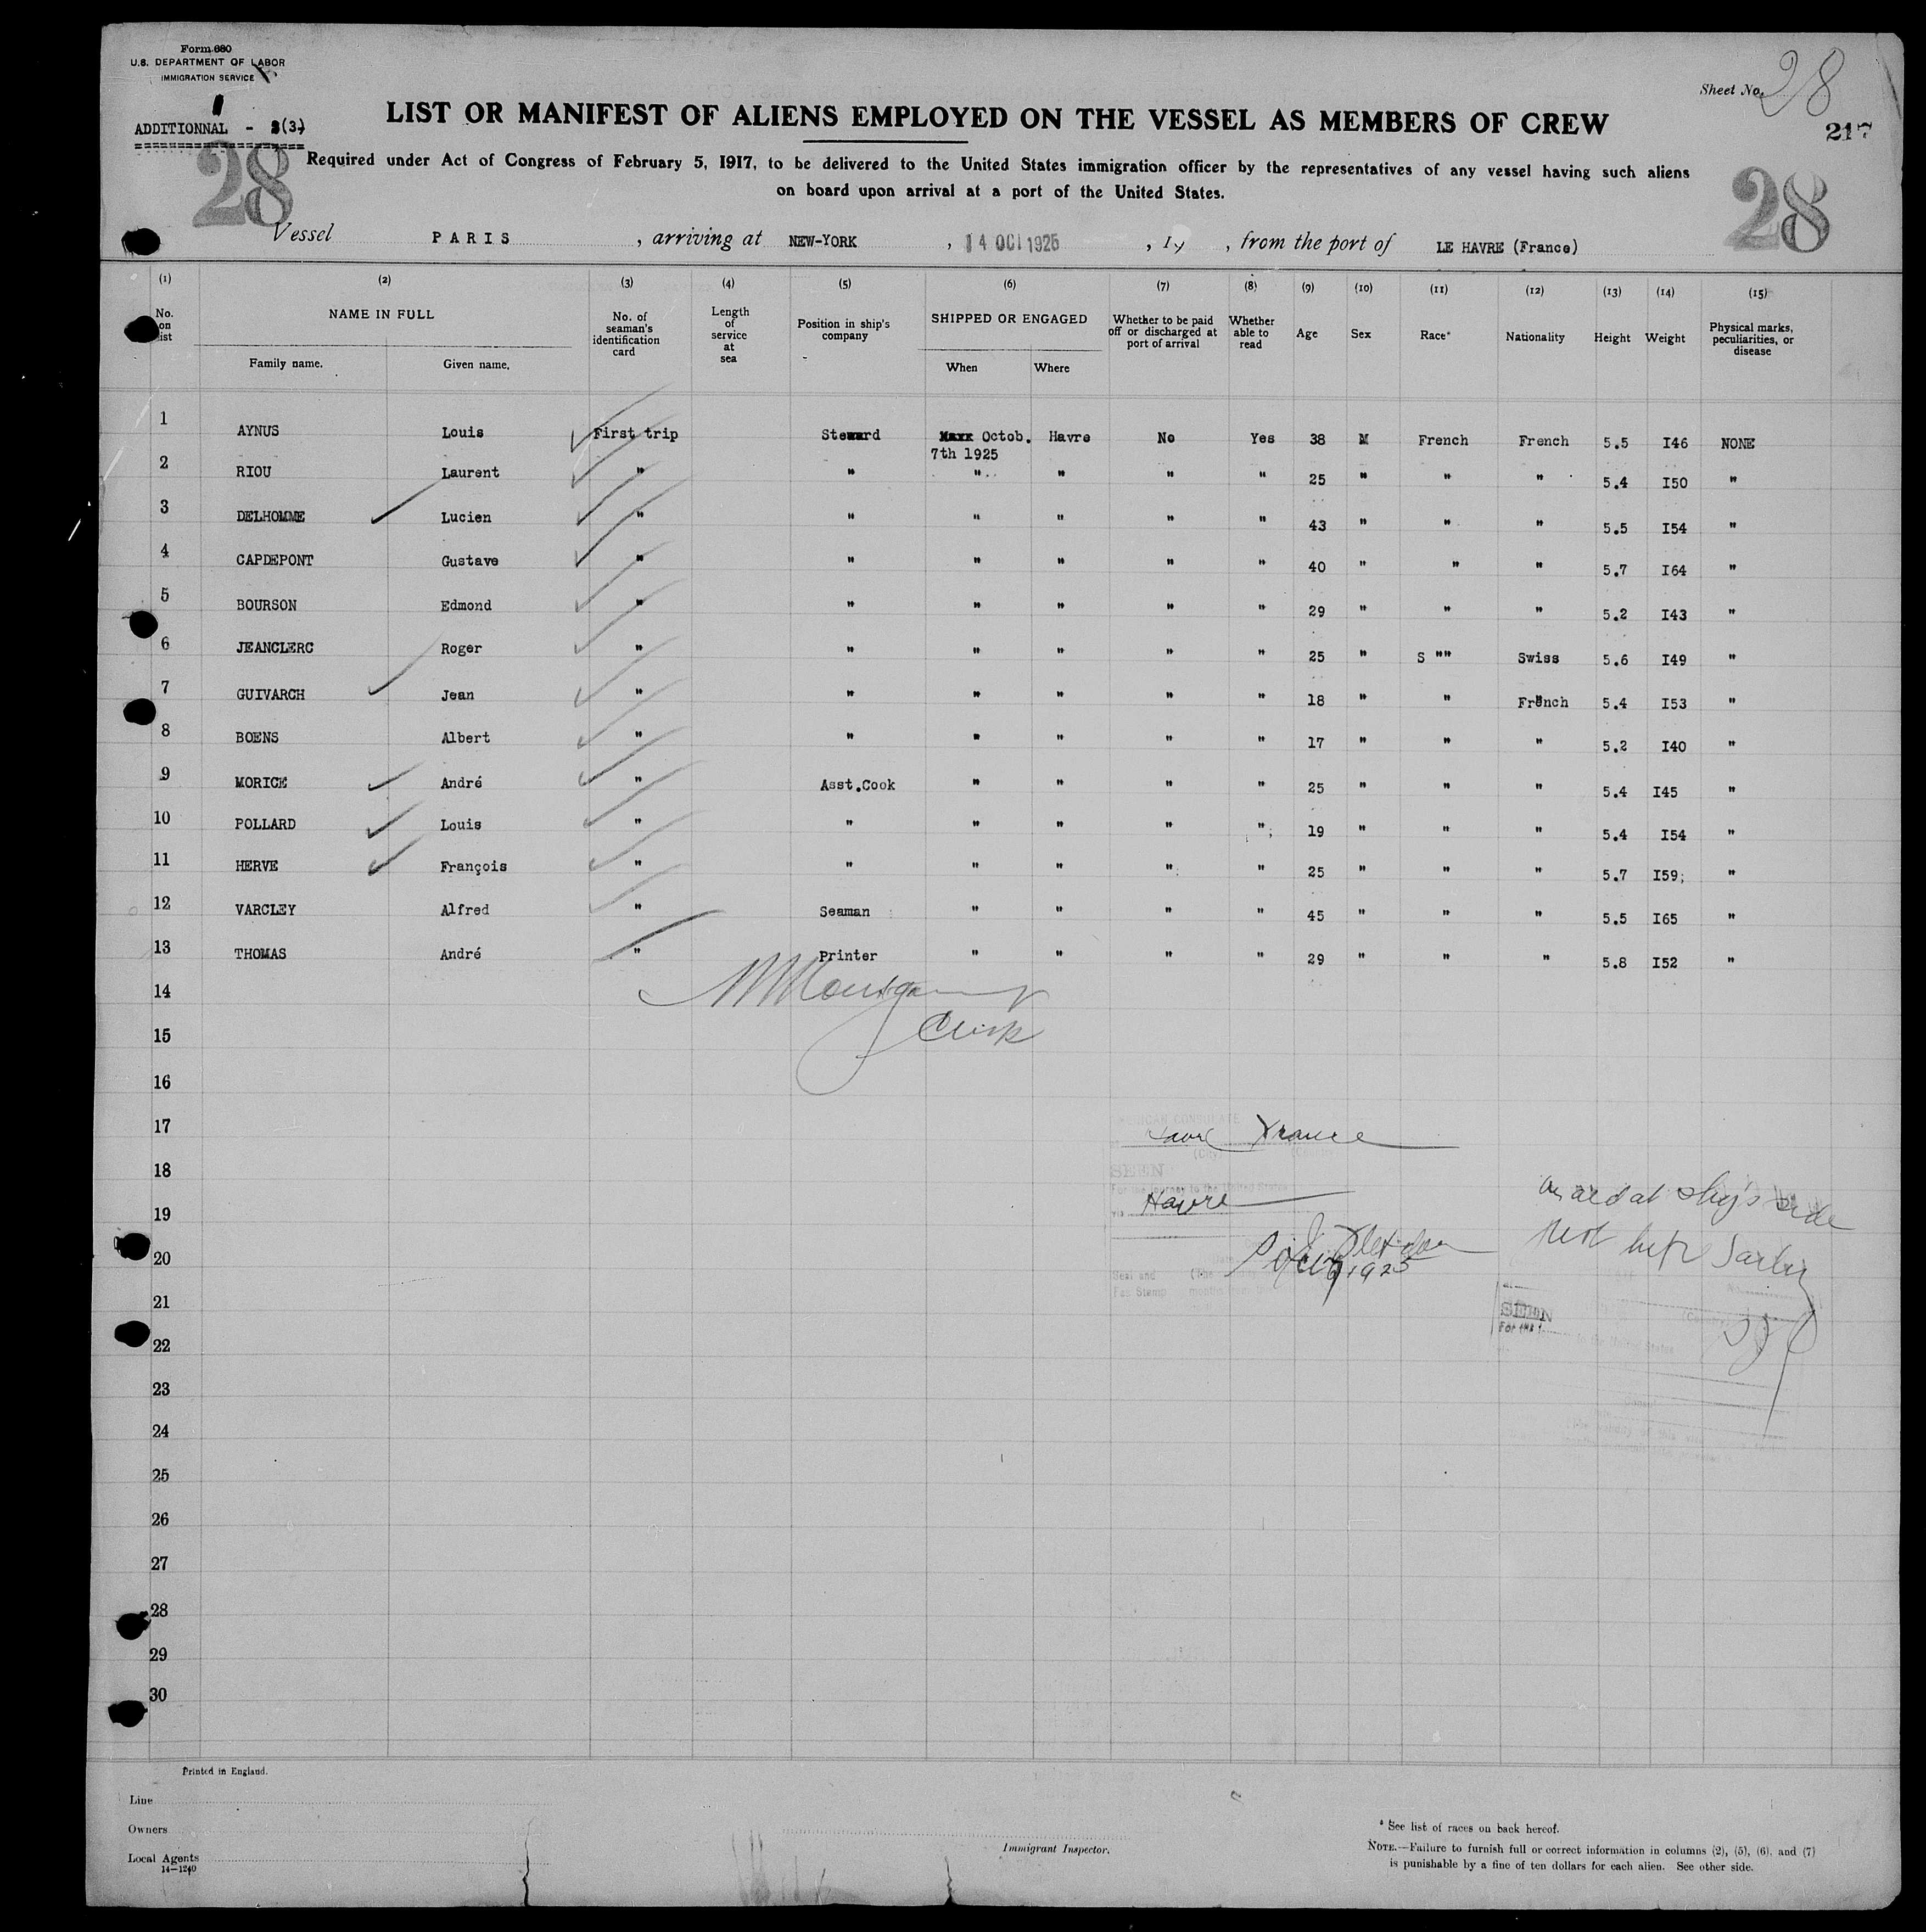 Form 680
U.S. DEPARTMENT OF LABOR
IMMIGRATION SERVICE
Sheet No. 28
ADDITIONNAL - (3)
LIST OR MANIFEST OF ALIENS EMPLOYED ON THE VESSEL AS MEMBERS OF CREW
217
28
Required under Act of Congress of February 5, 1917, to be delivered to the United States immigration officer by the representatives of any vessel having such aliens
on board upon arrival at a port of the United States.
28
Vessel PARIS, arriving at NEW-YORK, 14 OCT 1925, 19 , from the port of LE HAVRE (France)
(1) (2) (3) (4) (5) (6) (7) (8) (9) (10) (11) (12) (13) (14) (15)
No. on list NAME IN FULL No. of seaman's identification card Length of service at sea Position in ship's company SHIPPED OR ENGAGED Whether to be paid off or discharged at port of arrival Whether able to read Age Sex Race* Nationality Height Weight Physical marks, peculiarities, or disease
Family name. Given name. When Where
1 AYNUS Louis First trip Steward Octob. 7th 1925 Havre No Yes 38 M French French 5.5 I46 NONE
2 RIOU Laurent " " " " " " 25 " " " 5.4 I50 "
3 DELHOMME Lucien " " " " " " 43 " " " 5.5 I54 "
4 CAPDEPONT Gustave " " " " " " 40 " " " 5.7 I64 "
5 BOURSON Edmond " " " " " " 29 " " " 5.2 I43 "
6 JEANCLERC Roger " " " " " " 25 " S "" Swiss 5.6 I49 "
7 GUIVARCH Jean " " " " " " 18 " " French 5.4 I53 "
8 BOENS Albert " " " " " " 17 " " " 5.2 I40 "
9 MORICE André " Asst.Cook " " " " 25 " " " 5.4 I45 "
10 POLLARD Louis " " " " " " 19 " " " 5.4 I54 "
11 HERVE François " " " " " " 25 " " " 5.7 I59 "
12 VARCLEY Alfred " Seaman " " " " 45 " " " 5.5 I65 "
13 THOMAS André " Printer " " " " 29 " " " 5.8 I52 "
14
15
16
17
Havre France
18
SEEN
For the journey to the United States
19
Havre
ship's side
20
1925
Seal and
Fee Stamp
21
SEEN
22
23
24
25
26
27
28
29
30
Printed in England.
Line
Owners
Local Agents
14—1240
Immigrant Inspector.
* See list of races on back hereof.
NOTE.—Failure to furnish full or correct information in columns (2), (5), (6), and (7)
is punishable by a fine of ten dollars for each alien. See other side.